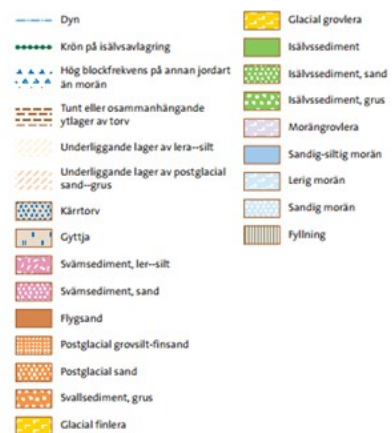 Dyn
Krön på isälvsavlagring
Hög blockfrekvens på annan jordart
än morän
Tunt eller osammanhängande
ytlager av torv
Underliggande lager av lera--silt
Underliggande lager av postglacial
sand--grus
Kärrtorv
Gyttja
Svämsediment, ler--silt
Svämsediment, sand
Flygsand
Postglacial grovsilt-finsand
Postglacial sand
Svallsediment, grus
Glacial finlera
Glacial grovlera
Isälvssediment
Isälvssediment, sand
Isälvssediment, grus
Morängrovlera
Sandig-siltig morän
Lerig morän
Sandig morän
Fyllning